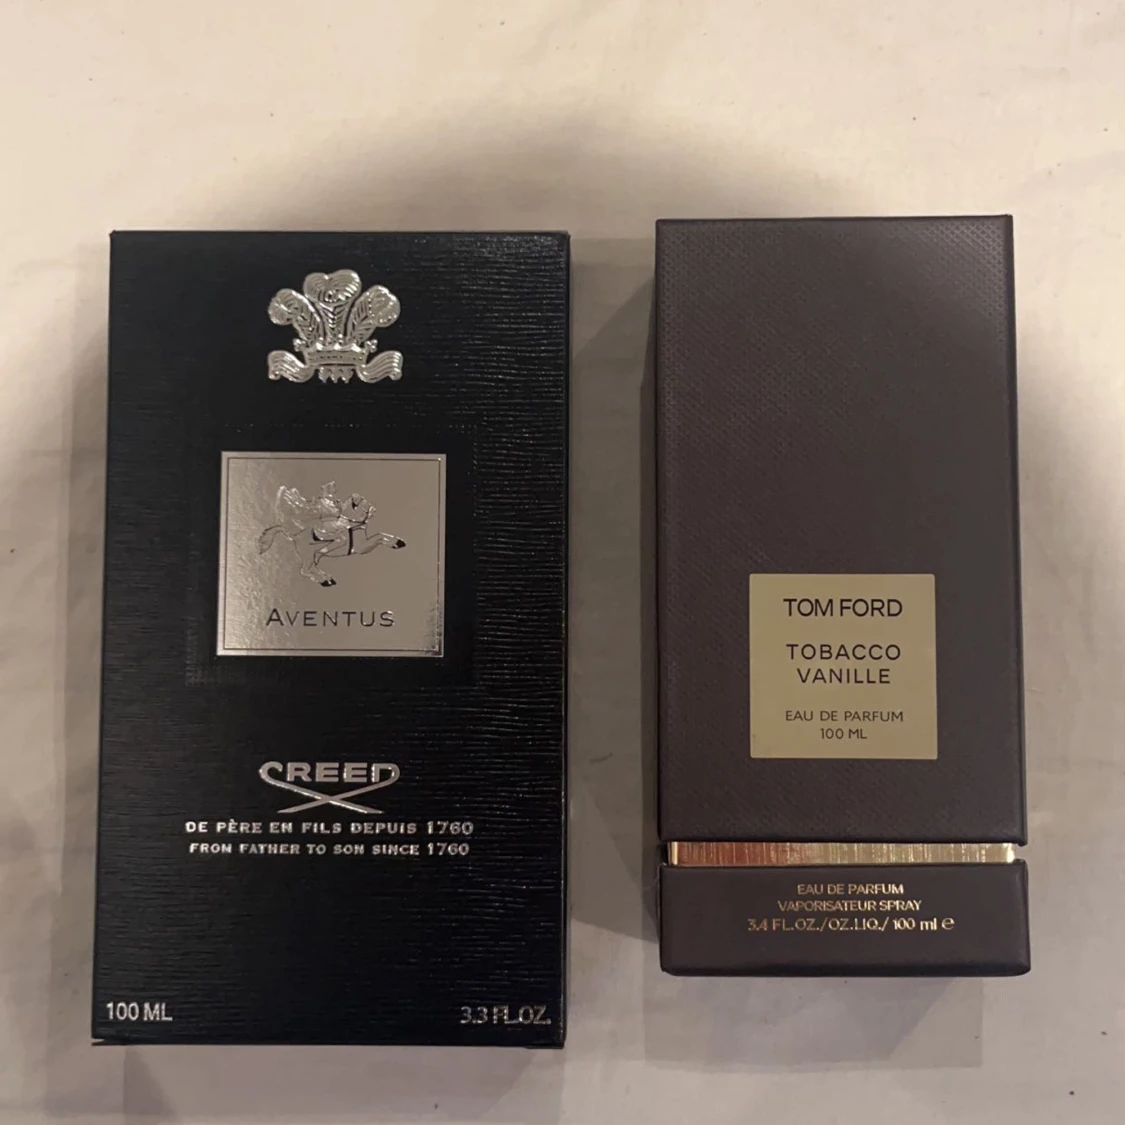 AVENTUS
CREED
DE PÈRE EN FILS DEPUIS 1760
FROM FATHER TO SON SINCE 1760
100 ML
3.3 FL.OZ.
TOM FORD
TOBACCO
VANILLE
EAU DE PARFUM
100 ML
EAU DE PARFUM
VAPORISATEUR SPRAY
3.4 FL.OZ./OZ.LIQ./ 100 ml ℮